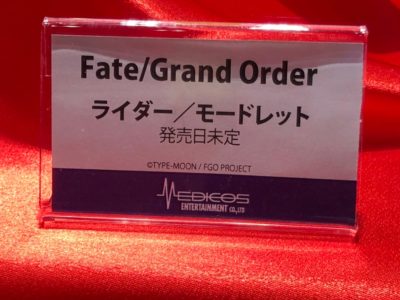 Fate/Grand Order
ライダー／モードレット
発売日未定
©TYPE-MOON / FGO PROJECT
MEDICOS
ENTERTAINMENT CO.,LTD